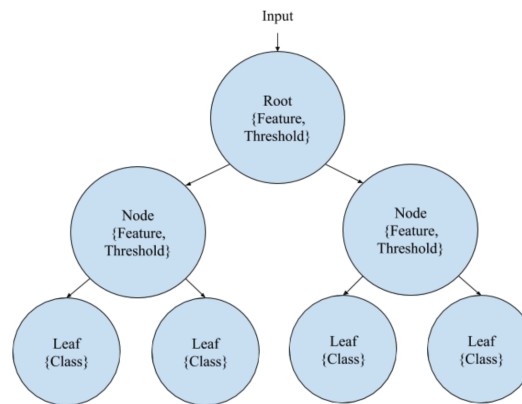 Input
Root
{Feature,
Threshold}
Node
{Feature,
Threshold}
Node
{Feature,
Threshold}
Leaf
{Class}
Leaf
{Class}
Leaf
{Class}
Leaf
{Class}